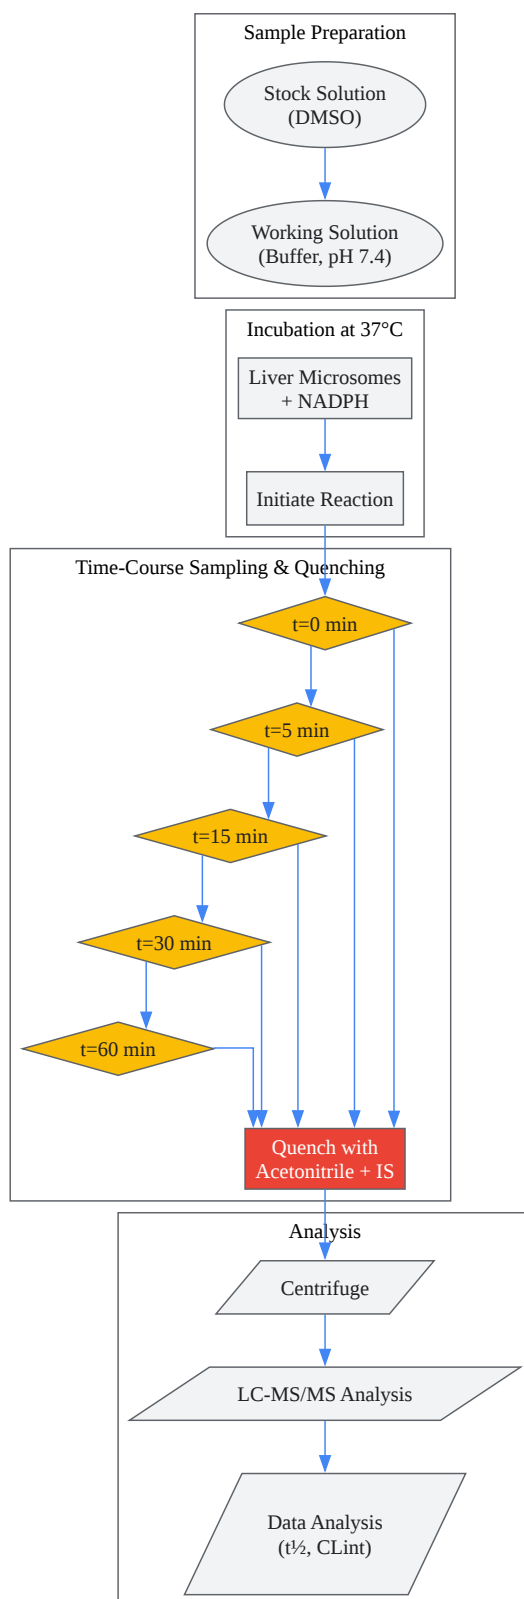 Sample Preparation
Stock Solution
(DMSO)
Working Solution
(Buffer, pH 7.4)
Incubation at 37°C
Liver Microsomes
+ NADPH
Initiate Reaction
Time-Course Sampling & Quenching
t=0 min
t=5 min
t=15 min
t=30 min
t=60 min
Quench with
Acetonitrile + IS
Analysis
Centrifuge
LC-MS/MS Analysis
Data Analysis
(t½, CLint)